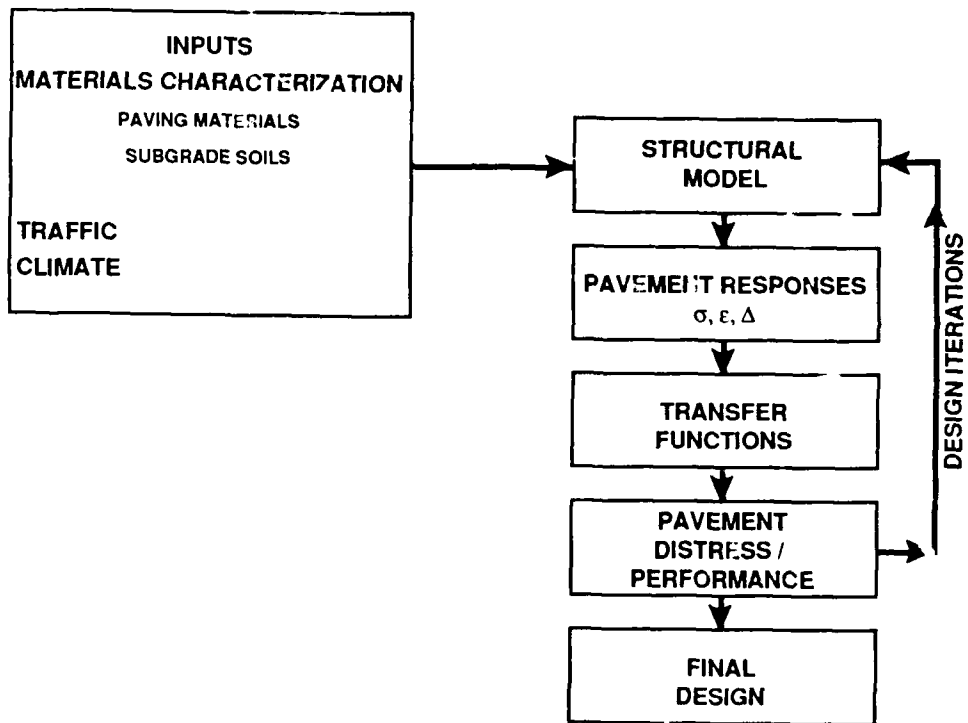 INPUTS
MATERIALS CHARACTERIZATION
PAVING MATERIALS
SUBGRADE SOILS
TRAFFIC
CLIMATE
STRUCTURAL
MODEL
PAVEMENT RESPONSES
σ, ε, Δ
TRANSFER
FUNCTIONS
PAVEMENT
DISTRESS /
PERFORMANCE
FINAL
DESIGN
DESIGN ITERATIONS